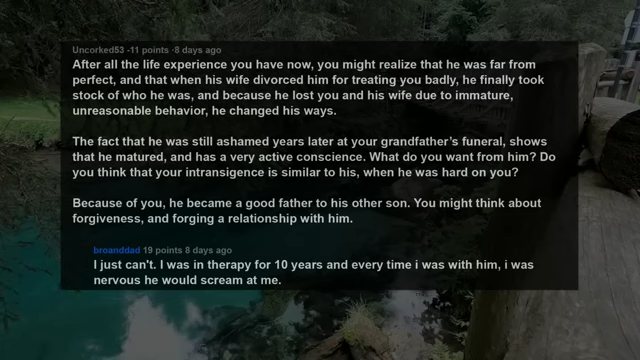 Uncorked53 -11 points ·8 days ago
After all the life experience you have now, you might realize that he was far from
perfect, and that when his wife divorced him for treating you badly, he finally took
stock of who he was, and because he lost you and his wife due to immature,
unreasonable behavior, he changed his ways.
The fact that he was still ashamed years later at your grandfather’s funeral, shows
that he matured, and has a very active conscience. What do you want from him? Do
you think that your intransigence is similar to his, when he was hard on you?
Because of you, he became a good father to his other son. You might think about
forgiveness, and forging a relationship with him.
broanddad 19 points 8 days ago
I just can't. I was in therapy for 10 years and every time i was with him, i was
nervous he would scream at me.